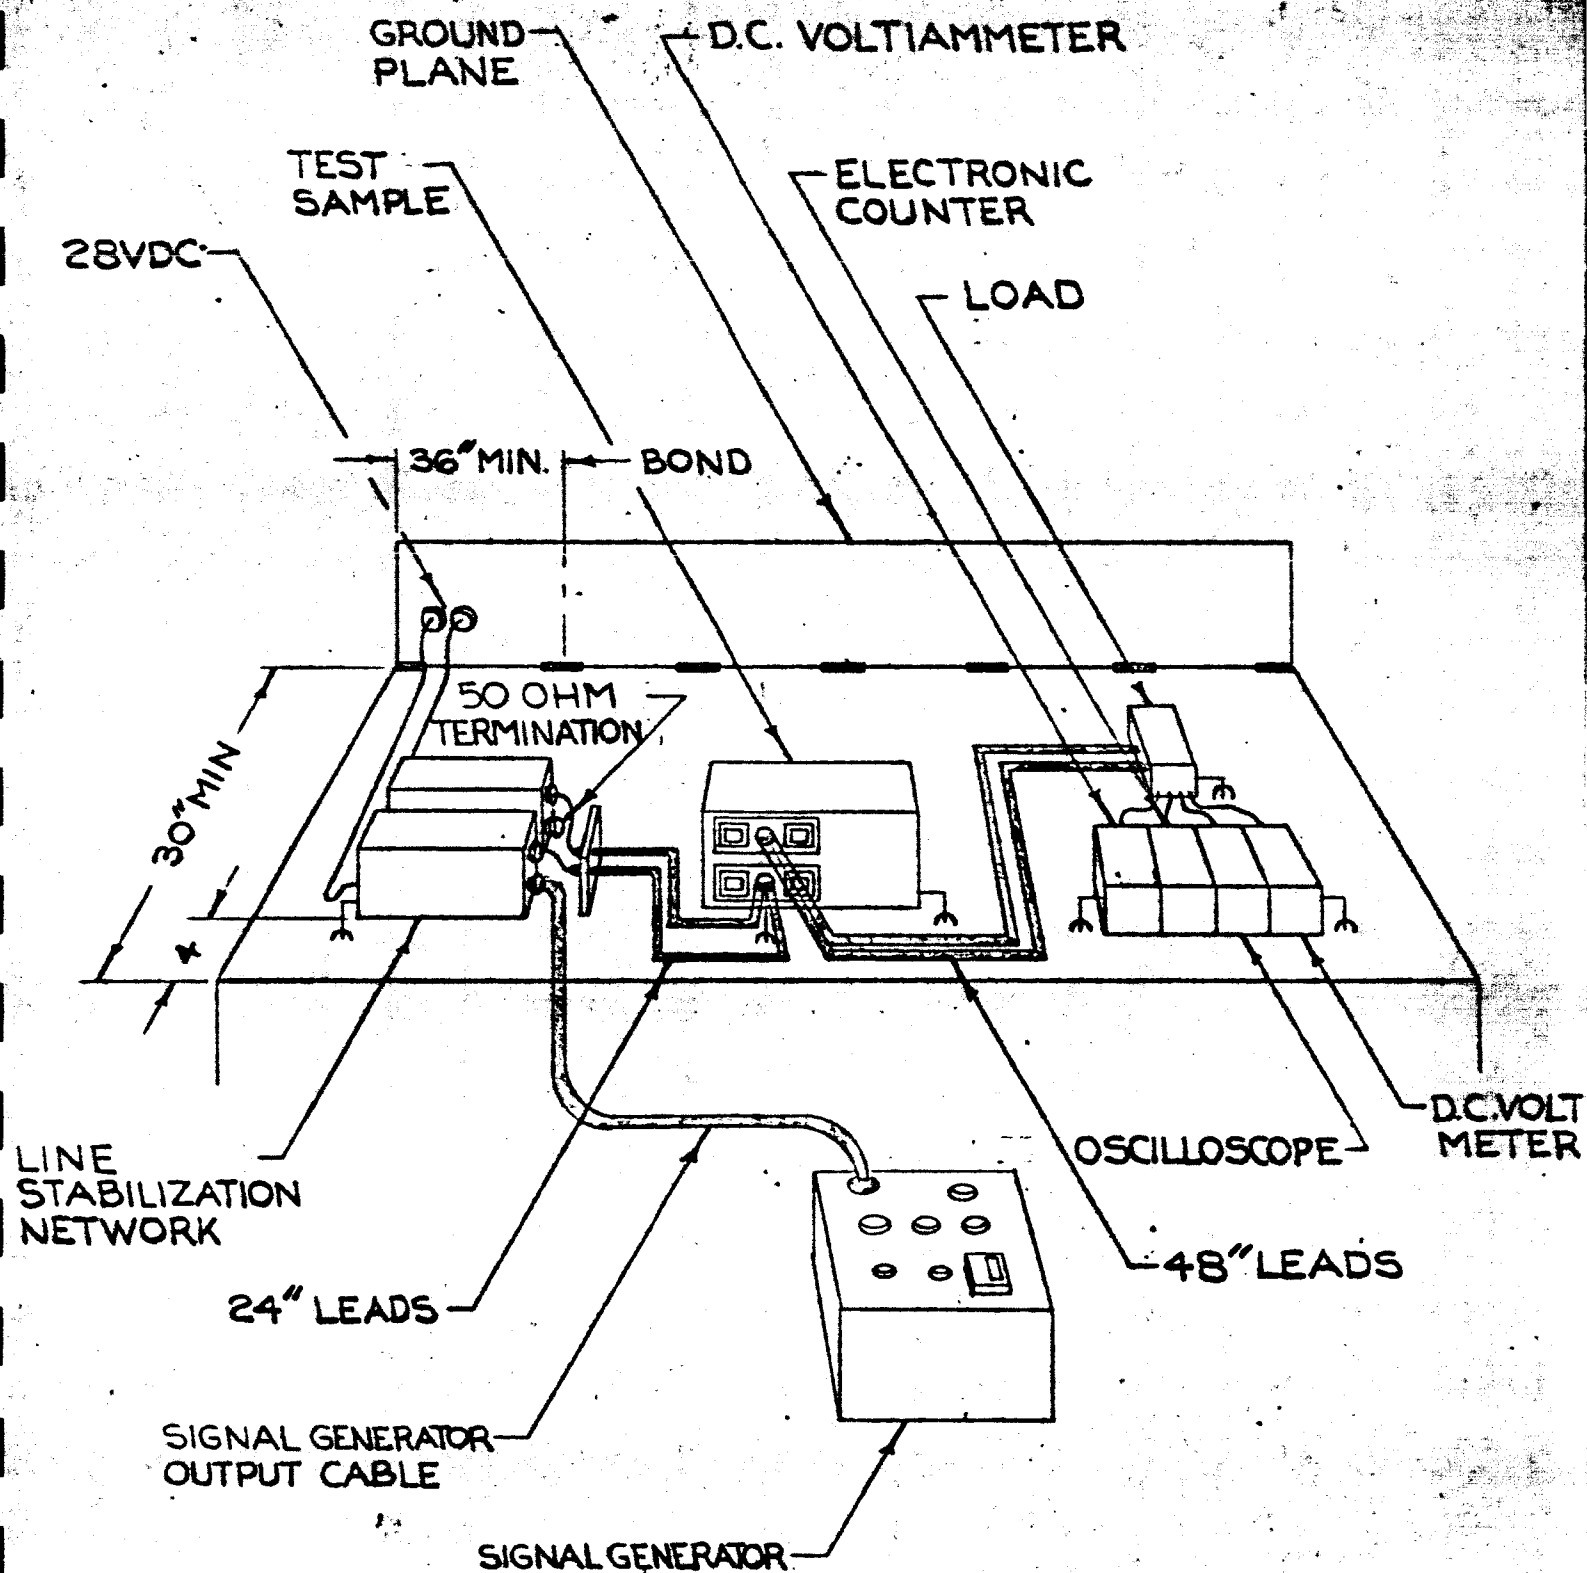 GROUND
PLANE
D.C. VOLTIAMMETER
TEST
SAMPLE
ELECTRONIC
COUNTER
28VDC
LOAD
36" MIN.
BOND
50 OHM
TERMINATION
30" MIN
4
LINE
STABILIZATION
NETWORK
D.C. VOLT
METER
OSCILLOSCOPE
48" LEADS
24" LEADS
SIGNAL GENERATOR
OUTPUT CABLE
SIGNAL GENERATOR